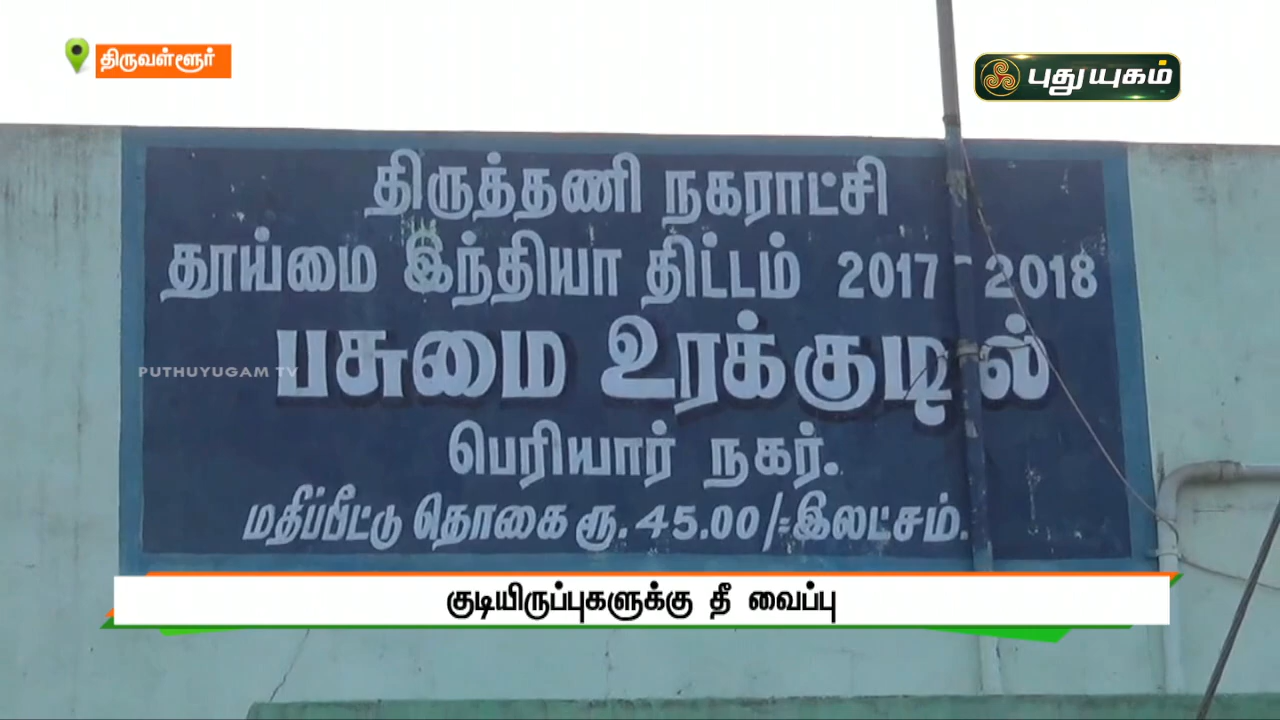 திருவள்ளூர்
புதுயுகம்
திருத்தணி நகராட்சி
தூய்மை இந்தியா திட்டம் 2017 - 2018
பசுமை உரக்குடில்
PUTHUYUGAM TV
பெரியார் நகர்.
மதிப்பீட்டு தொகை ரூ. 45.00/=இலட்சம்.
குடியிருப்புகளுக்கு தீ வைப்பு